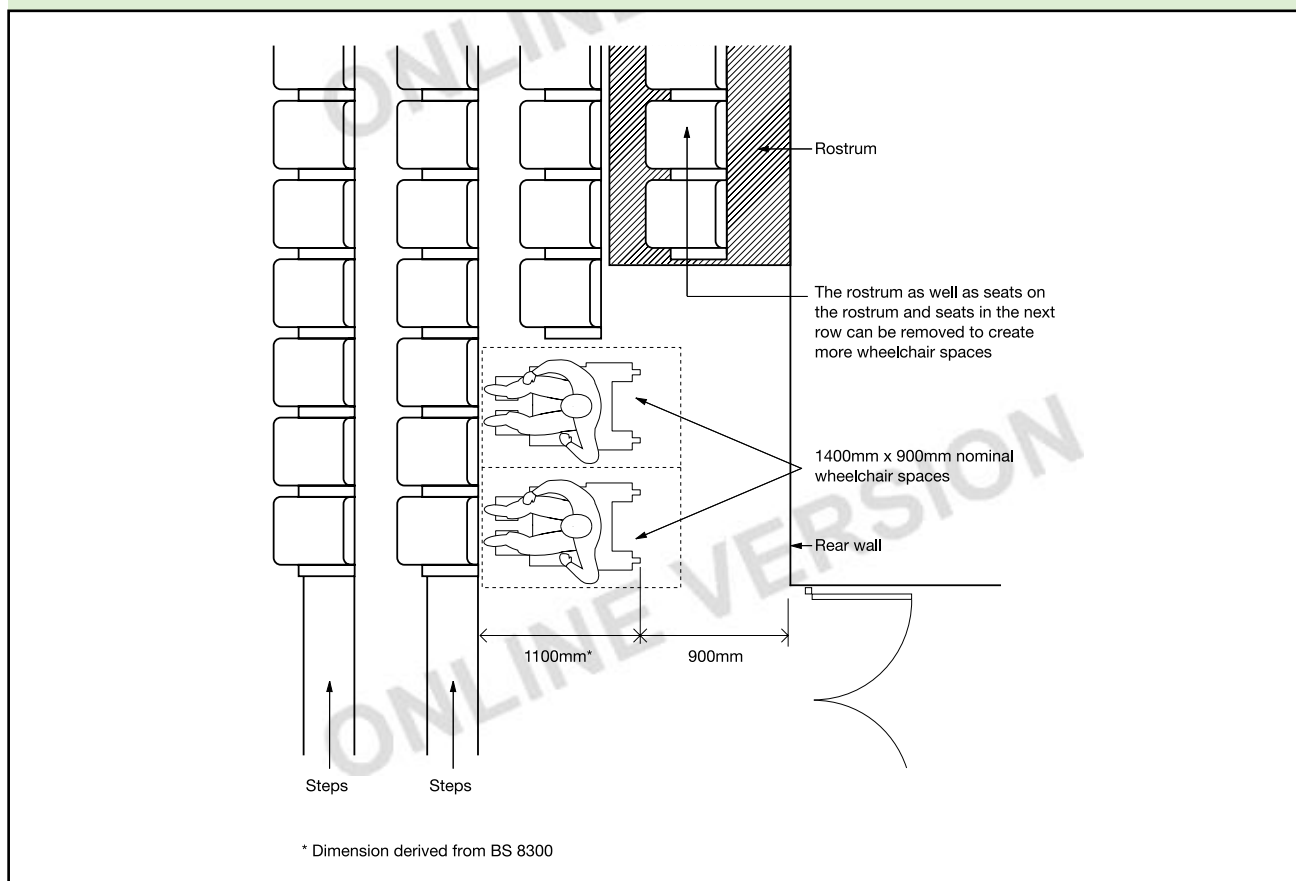 ONLINE VERSION
Rostrum
The rostrum as well as seats on
the rostrum and seats in the next
row can be removed to create
more wheelchair spaces
1400mm x 900mm nominal
wheelchair spaces
Rear wall
1100mm*
900mm
ONLINE VERSION
Steps
Steps
* Dimension derived from BS 8300